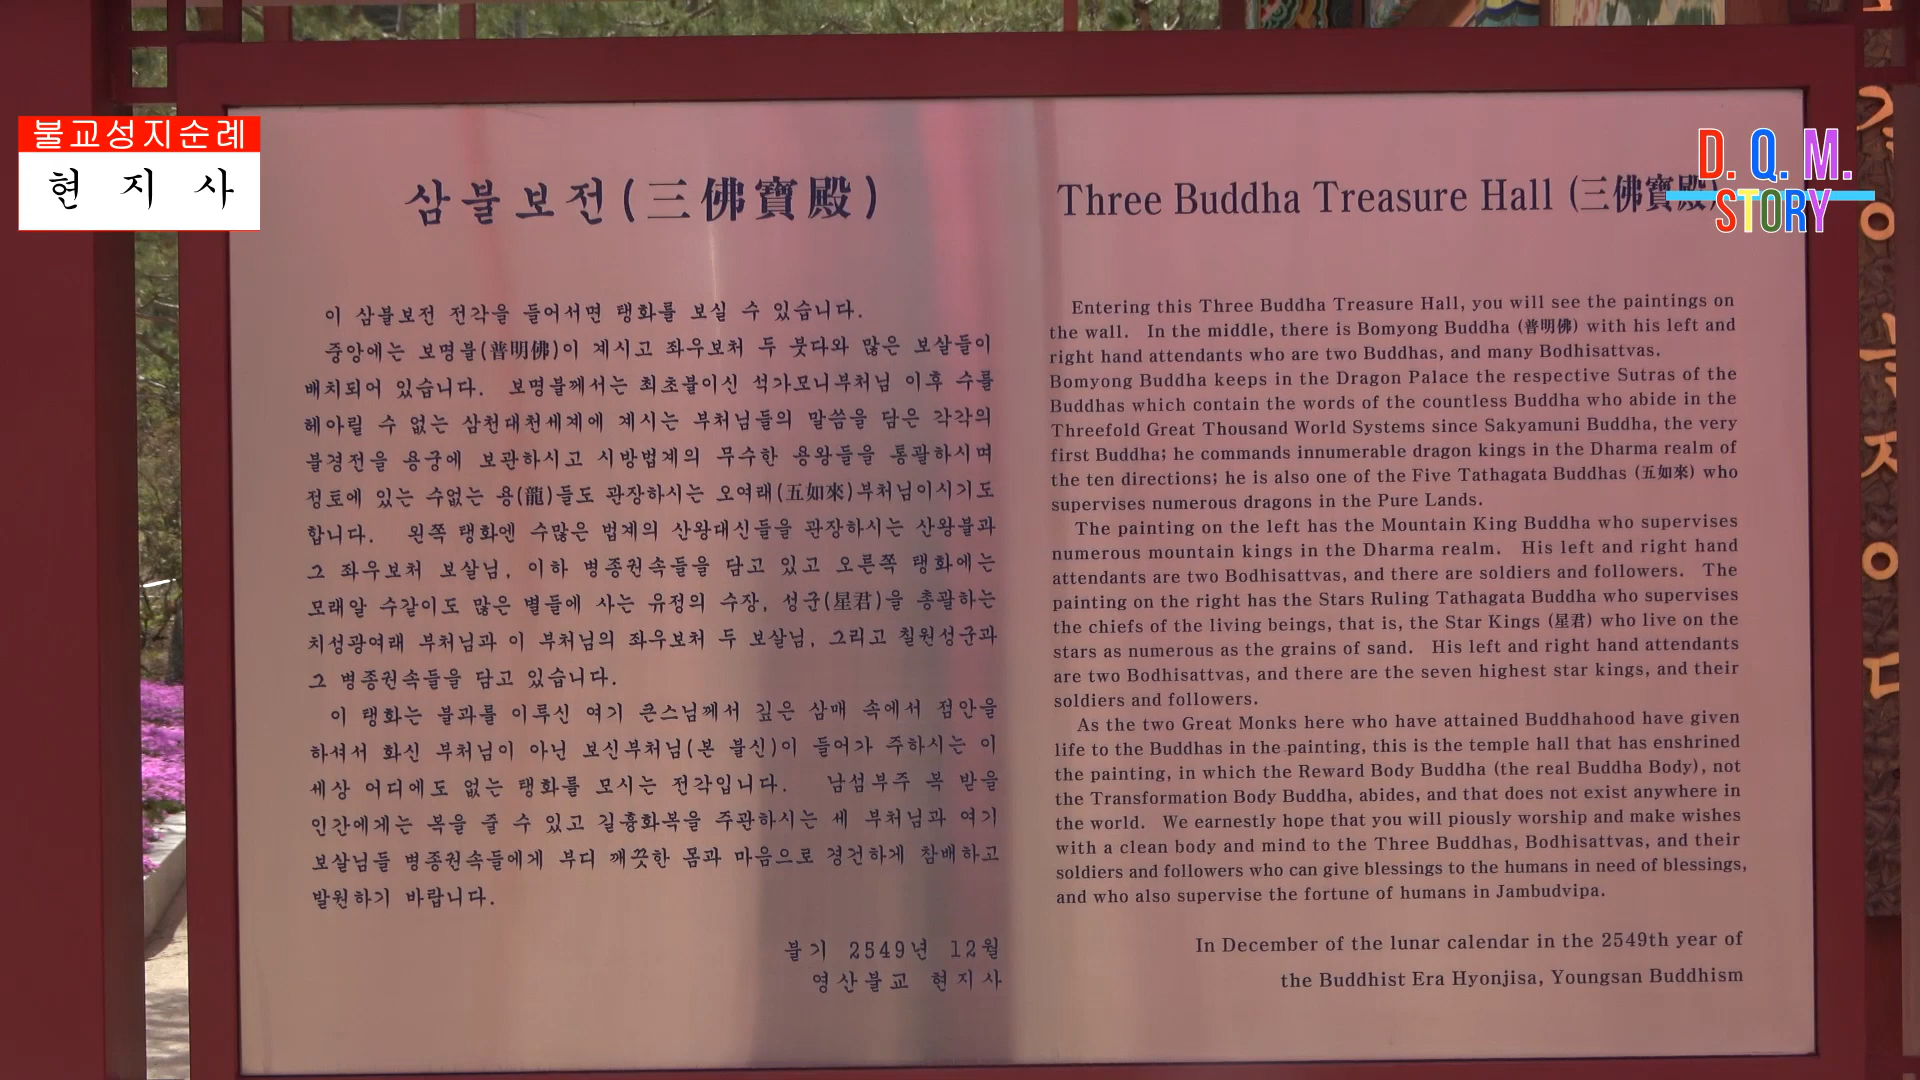 불교성지순례
현 지 사
D. Q. M.
STORY
삼불보전(三佛寶殿)
이 삼불보전 전각을 들어서면 탱화를 보실 수 있습니다.
중앙에는 보명불(普明佛)이 계시고 좌우보처 두 붓다와 많은 보살들이
배치되어 있습니다. 보명불께서는 최초불이신 석가모니부처님 이후 수를
헤아릴 수 없는 삼천대천세계에 계시는 부처님들의 말씀을 담은 각각의
불경전을 용궁에 보관하시고 시방법계의 무수한 용왕들을 통괄하시며
정토에 있는 수없는 용(龍)들도 관장하시는 오여래(五如來)부처님이시기도
합니다. 왼쪽 탱화엔 수많은 법계의 산왕대신들을 관장하시는 산왕불과
그 좌우보처 보살님, 이하 병종권속들을 담고 있고 오른쪽 탱화에는
모래알 수같이도 많은 별들에 사는 유정의 수장, 성군(星君)을 총괄하는
치성광여래 부처님과 이 부처님의 좌우보처 두 보살님, 그리고 칠원성군과
그 병종권속들을 담고 있습니다.
이 탱화는 불과를 이루신 여기 큰스님께서 깊은 삼매 속에서 점안을
하셔서 화신 부처님이 아닌 보신부처님(본 불신)이 들어가 주하시는 이
세상 어디에도 없는 탱화를 모시는 전각입니다. 남섬부주 복 받을
인간에게는 복을 줄 수 있고 길흉화복을 주관하시는 세 부처님과 여기
보살님들 병종권속들에게 부디 깨끗한 몸과 마음으로 경건하게 참배하고
발원하기 바랍니다.
불기 2549년 12월
영산불교 현지사
Three Buddha Treasure Hall (三佛寶殿)
Entering this Three Buddha Treasure Hall, you will see the paintings on
the wall. In the middle, there is Bomyong Buddha (普明佛) with his left and
right hand attendants who are two Buddhas, and many Bodhisattvas.
Bomyong Buddha keeps in the Dragon Palace the respective Sutras of the
Buddhas which contain the words of the countless Buddha who abide in the
Threefold Great Thousand World Systems since Sakyamuni Buddha, the very
first Buddha; he commands innumerable dragon kings in the Dharma realm of
the ten directions; he is also one of the Five Tathagata Buddhas (五如來) who
supervises numerous dragons in the Pure Lands.
The painting on the left has the Mountain King Buddha who supervises
numerous mountain kings in the Dharma realm. His left and right hand
attendants are two Bodhisattvas, and there are soldiers and followers. The
painting on the right has the Stars Ruling Tathagata Buddha who supervises
the chiefs of the living beings, that is, the Star Kings (星君) who live on the
stars as numerous as the grains of sand. His left and right hand attendants
are two Bodhisattvas, and there are the seven highest star kings, and their
soldiers and followers.
As the two Great Monks here who have attained Buddhahood have given
life to the Buddhas in the painting, this is the temple hall that has enshrined
the painting, in which the Reward Body Buddha (the real Buddha Body), not
the Transformation Body Buddha, abides, and that does not exist anywhere in
the world. We earnestly hope that you will piously worship and make wishes
with a clean body and mind to the Three Buddhas, Bodhisattvas, and their
soldiers and followers who can give blessings to the humans in need of blessings,
and who also supervise the fortune of humans in Jambudvipa.
In December of the lunar calendar in the 2549th year of
the Buddhist Era Hyonjisa, Youngsan Buddhism